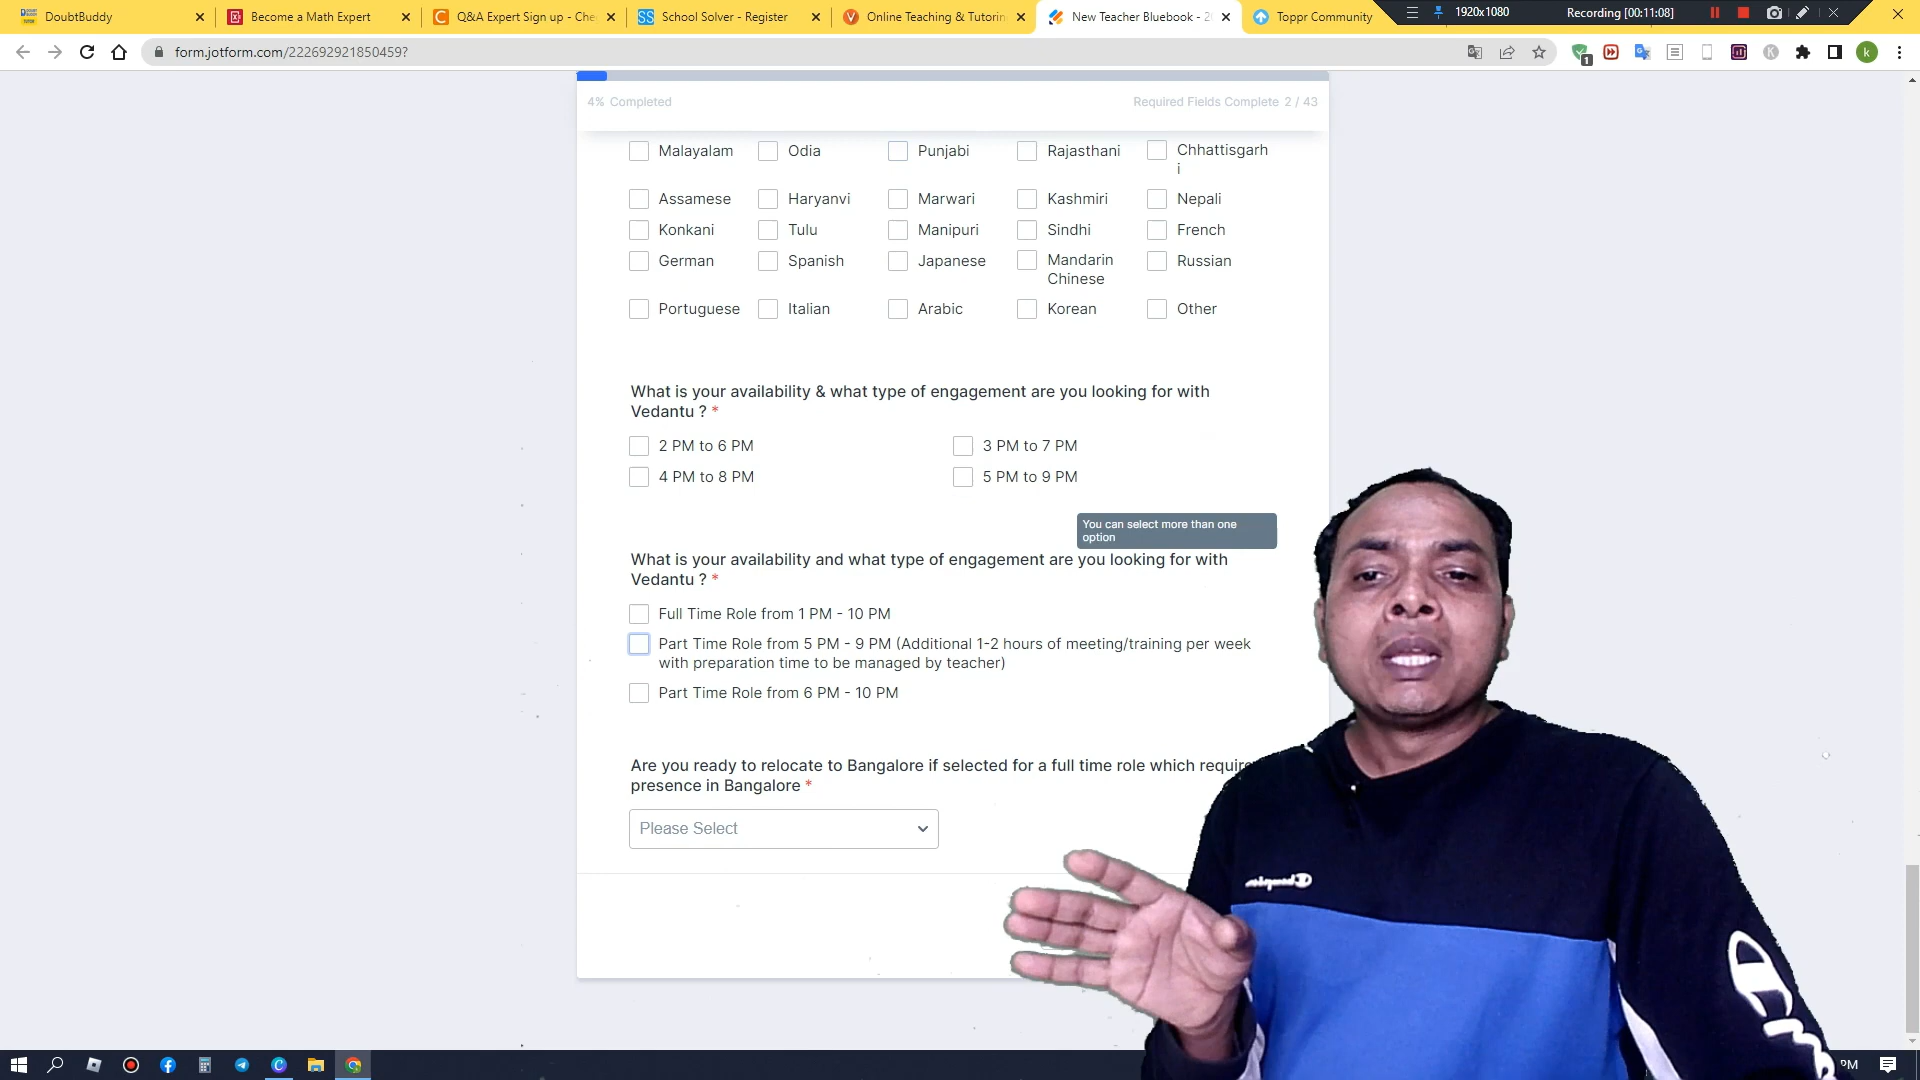 DoubtBuddy
Become a Math Expert
Q&A Expert Sign up - Che
School Solver - Register
Online Teaching & Tutorin
New Teacher Bluebook - 2
Toppr Community
1920x1080
Recording [00:11:08]
form.jotform.com/222692921850459?
4% Completed
Required Fields Complete 2 / 43
Malayalam
Odia
Punjabi
Rajasthani
Chhattisgarh
i
Assamese
Haryanvi
Marwari
Kashmiri
Nepali
Konkani
Tulu
Manipuri
Sindhi
French
German
Spanish
Japanese
Mandarin
Chinese
Russian
Portuguese
Italian
Arabic
Korean
Other
What is your availability & what type of engagement are you looking for with
Vedantu ? *
2 PM to 6 PM
3 PM to 7 PM
4 PM to 8 PM
5 PM to 9 PM
You can select more than one
option
What is your availability and what type of engagement are you looking for with
Vedantu ? *
Full Time Role from 1 PM - 10 PM
Part Time Role from 5 PM - 9 PM (Additional 1-2 hours of meeting/training per week
with preparation time to be managed by teacher)
Part Time Role from 6 PM - 10 PM
Are you ready to relocate to Bangalore if selected for a full time role which require
presence in Bangalore *
Please Select
PM